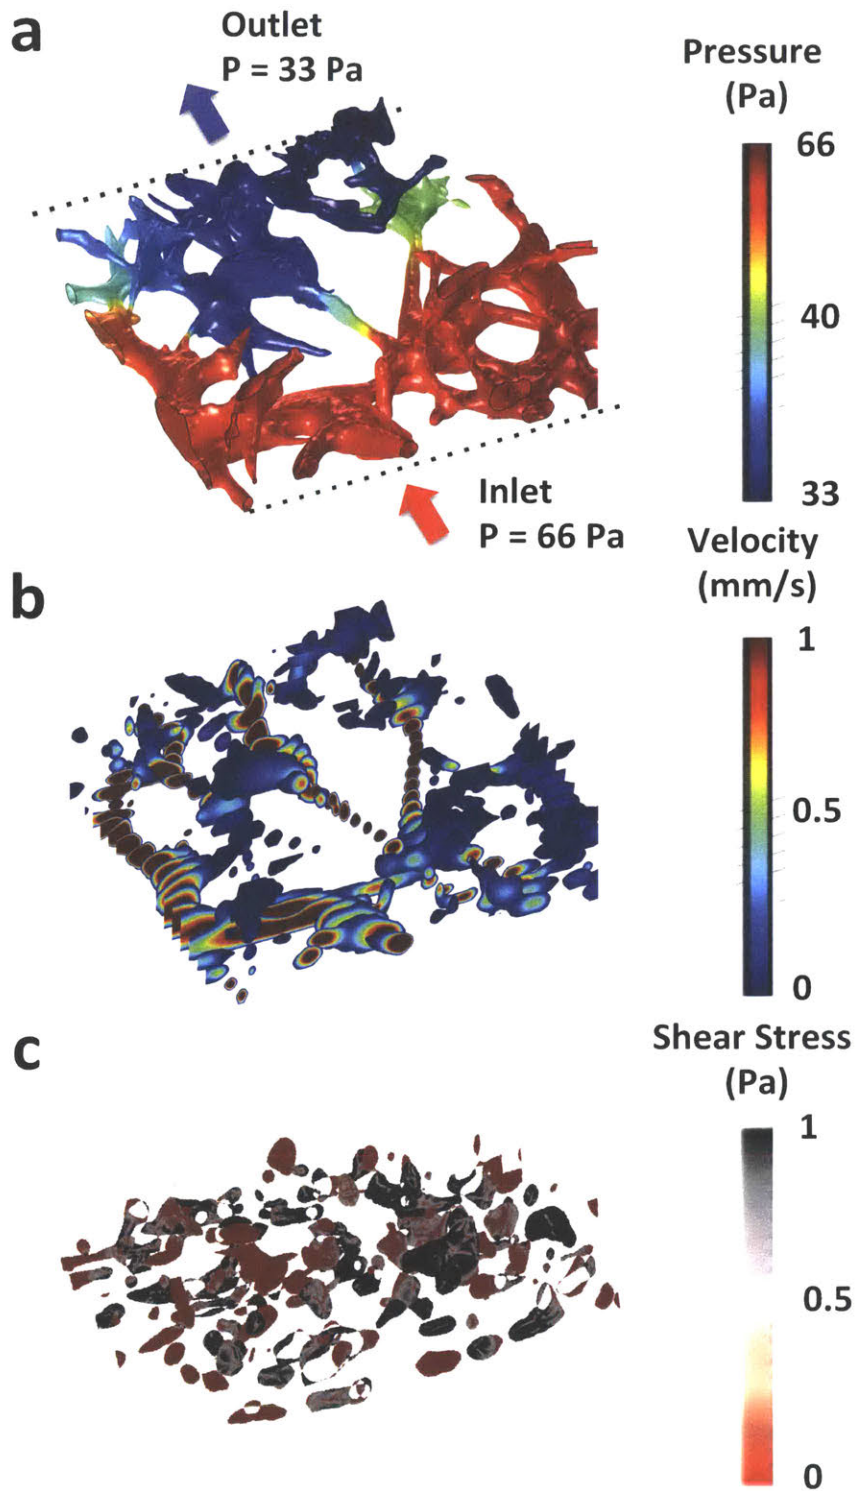 a
Outlet
P = 33 Pa
Pressure
(Pa)
66
40
33
Inlet
P = 66 Pa
b
Velocity
(mm/s)
1
0.5
0
c
Shear Stress
(Pa)
1
0.5
0